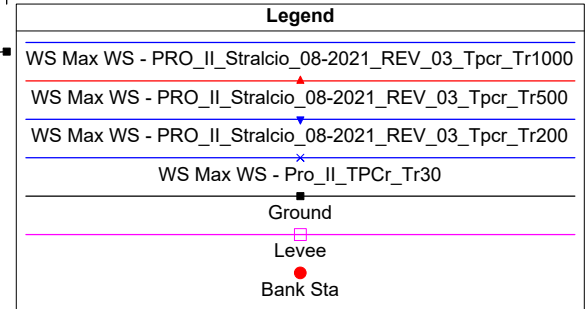 Legend
WS Max WS - PRO_II_Stralcio_08-2021_REV_03_Tpcr_Tr1000
WS Max WS - PRO_II_Stralcio_08-2021_REV_03_Tpcr_Tr500
WS Max WS - PRO_II_Stralcio_08-2021_REV_03_Tpcr_Tr200
WS Max WS - Pro_II_TPCr_Tr30
Ground
Levee
Bank Sta